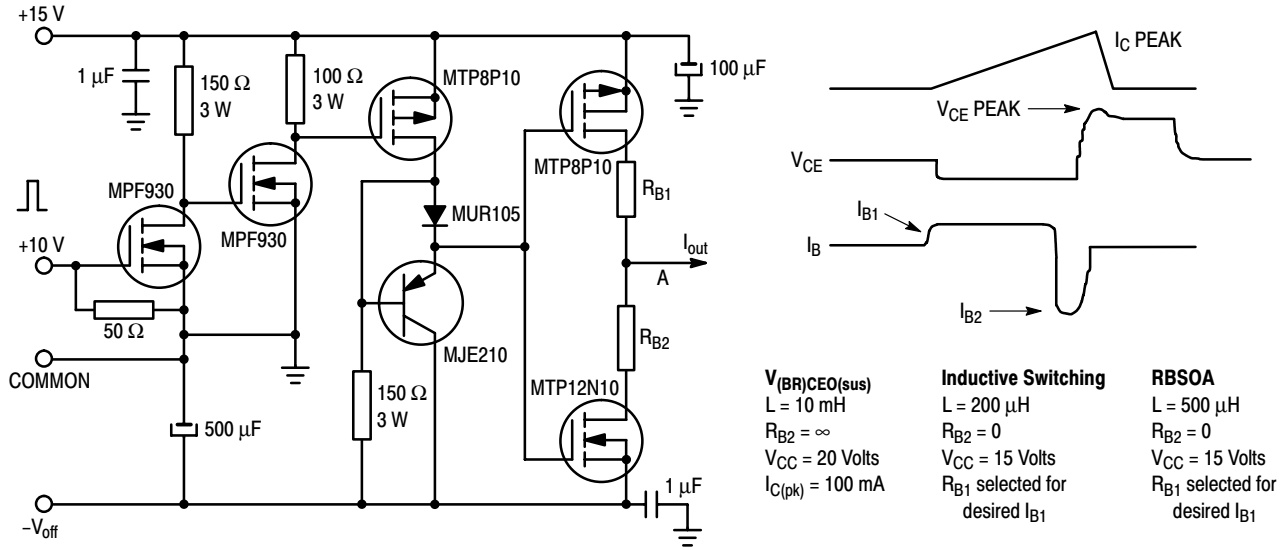 +15 V
1 μF
150 Ω
3 W
100 Ω
3 W
MTP8P10
100 μF
MTP8P10
R_B1
MPF930
MPF930
MUR105
+10 V
I_out
A
50 Ω
R_B2
MJE210
COMMON
150 Ω
3 W
MTP12N10
500 μF
1 μF
–V_off
I_C PEAK
V_CE PEAK
V_CE
I_B1
I_B
I_B2
V_(BR)CEO(sus)
L = 10 mH
R_B2 = ∞
V_CC = 20 Volts
I_C(pk) = 100 mA
Inductive Switching
L = 200 μH
R_B2 = 0
V_CC = 15 Volts
R_B1 selected for
desired I_B1
RBSOA
L = 500 μH
R_B2 = 0
V_CC = 15 Volts
R_B1 selected for
desired I_B1